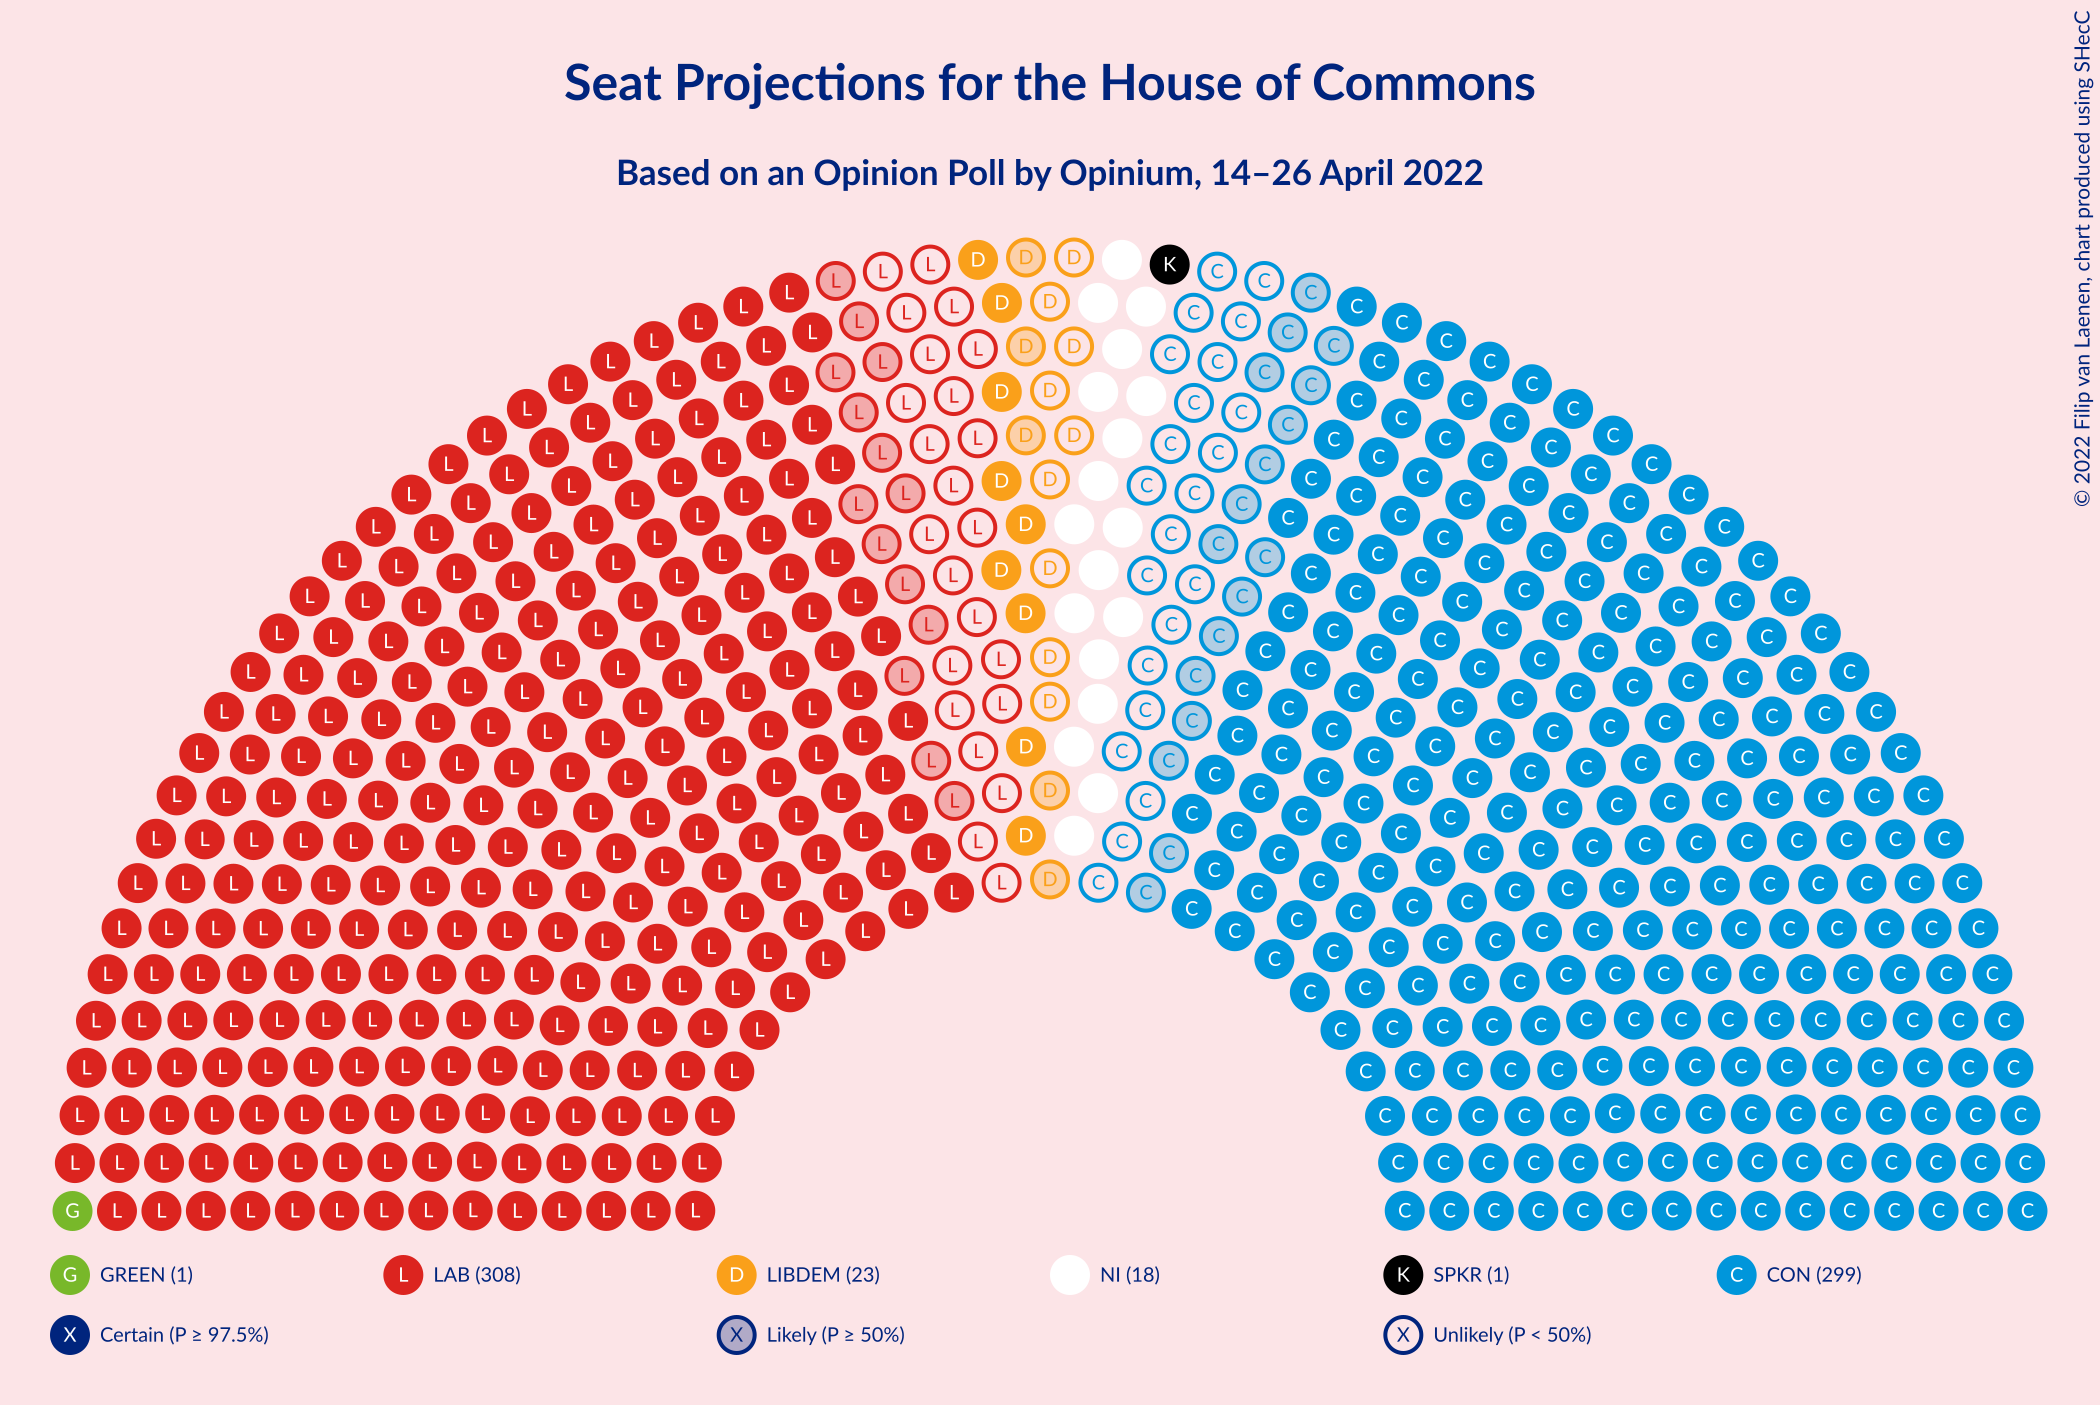 Seat Projections for the House of Commons
Based on an Opinion Poll by Opinium, 14–26 April 2022
© 2022 Filip van Laenen, chart produced using SHecC
G GREEN (1) L LAB (308) D LIBDEM (23) NI (18) K SPKR (1) C CON (299)
X Certain (P ≥ 97.5%) X Likely (P ≥ 50%) X Unlikely (P < 50%)